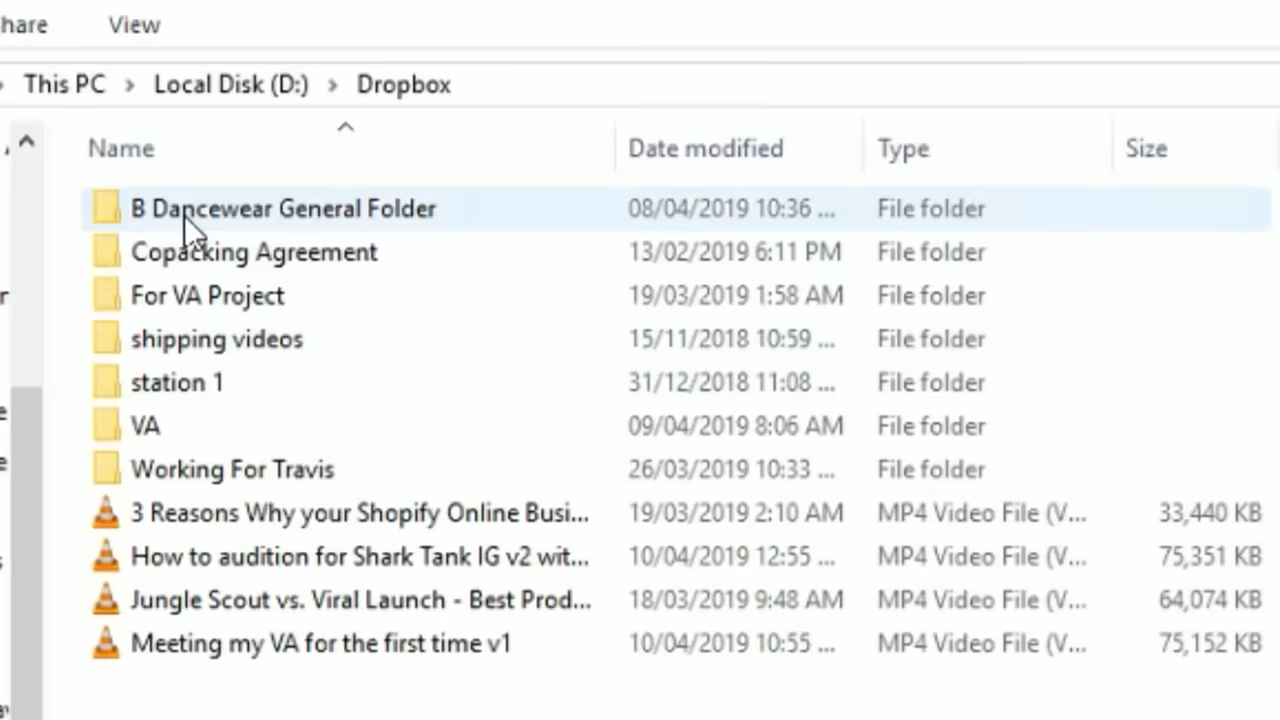 hare View
This PC > Local Disk (D:) > Dropbox
Name Date modified Type Size
B Dancewear General Folder 08/04/2019 10:36 ... File folder
Copacking Agreement 13/02/2019 6:11 PM File folder
For VA Project 19/03/2019 1:58 AM File folder
shipping videos 15/11/2018 10:59 ... File folder
station 1 31/12/2018 11:08 ... File folder
VA 09/04/2019 8:06 AM File folder
Working For Travis 26/03/2019 10:33 ... File folder
3 Reasons Why your Shopify Online Busi... 19/03/2019 2:10 AM MP4 Video File (V... 33,440 KB
How to audition for Shark Tank IG v2 wit... 10/04/2019 12:55 ... MP4 Video File (V... 75,351 KB
Jungle Scout vs. Viral Launch - Best Prod... 18/03/2019 9:48 AM MP4 Video File (V... 64,074 KB
Meeting my VA for the first time v1 10/04/2019 10:55 ... MP4 Video File (V... 75,152 KB